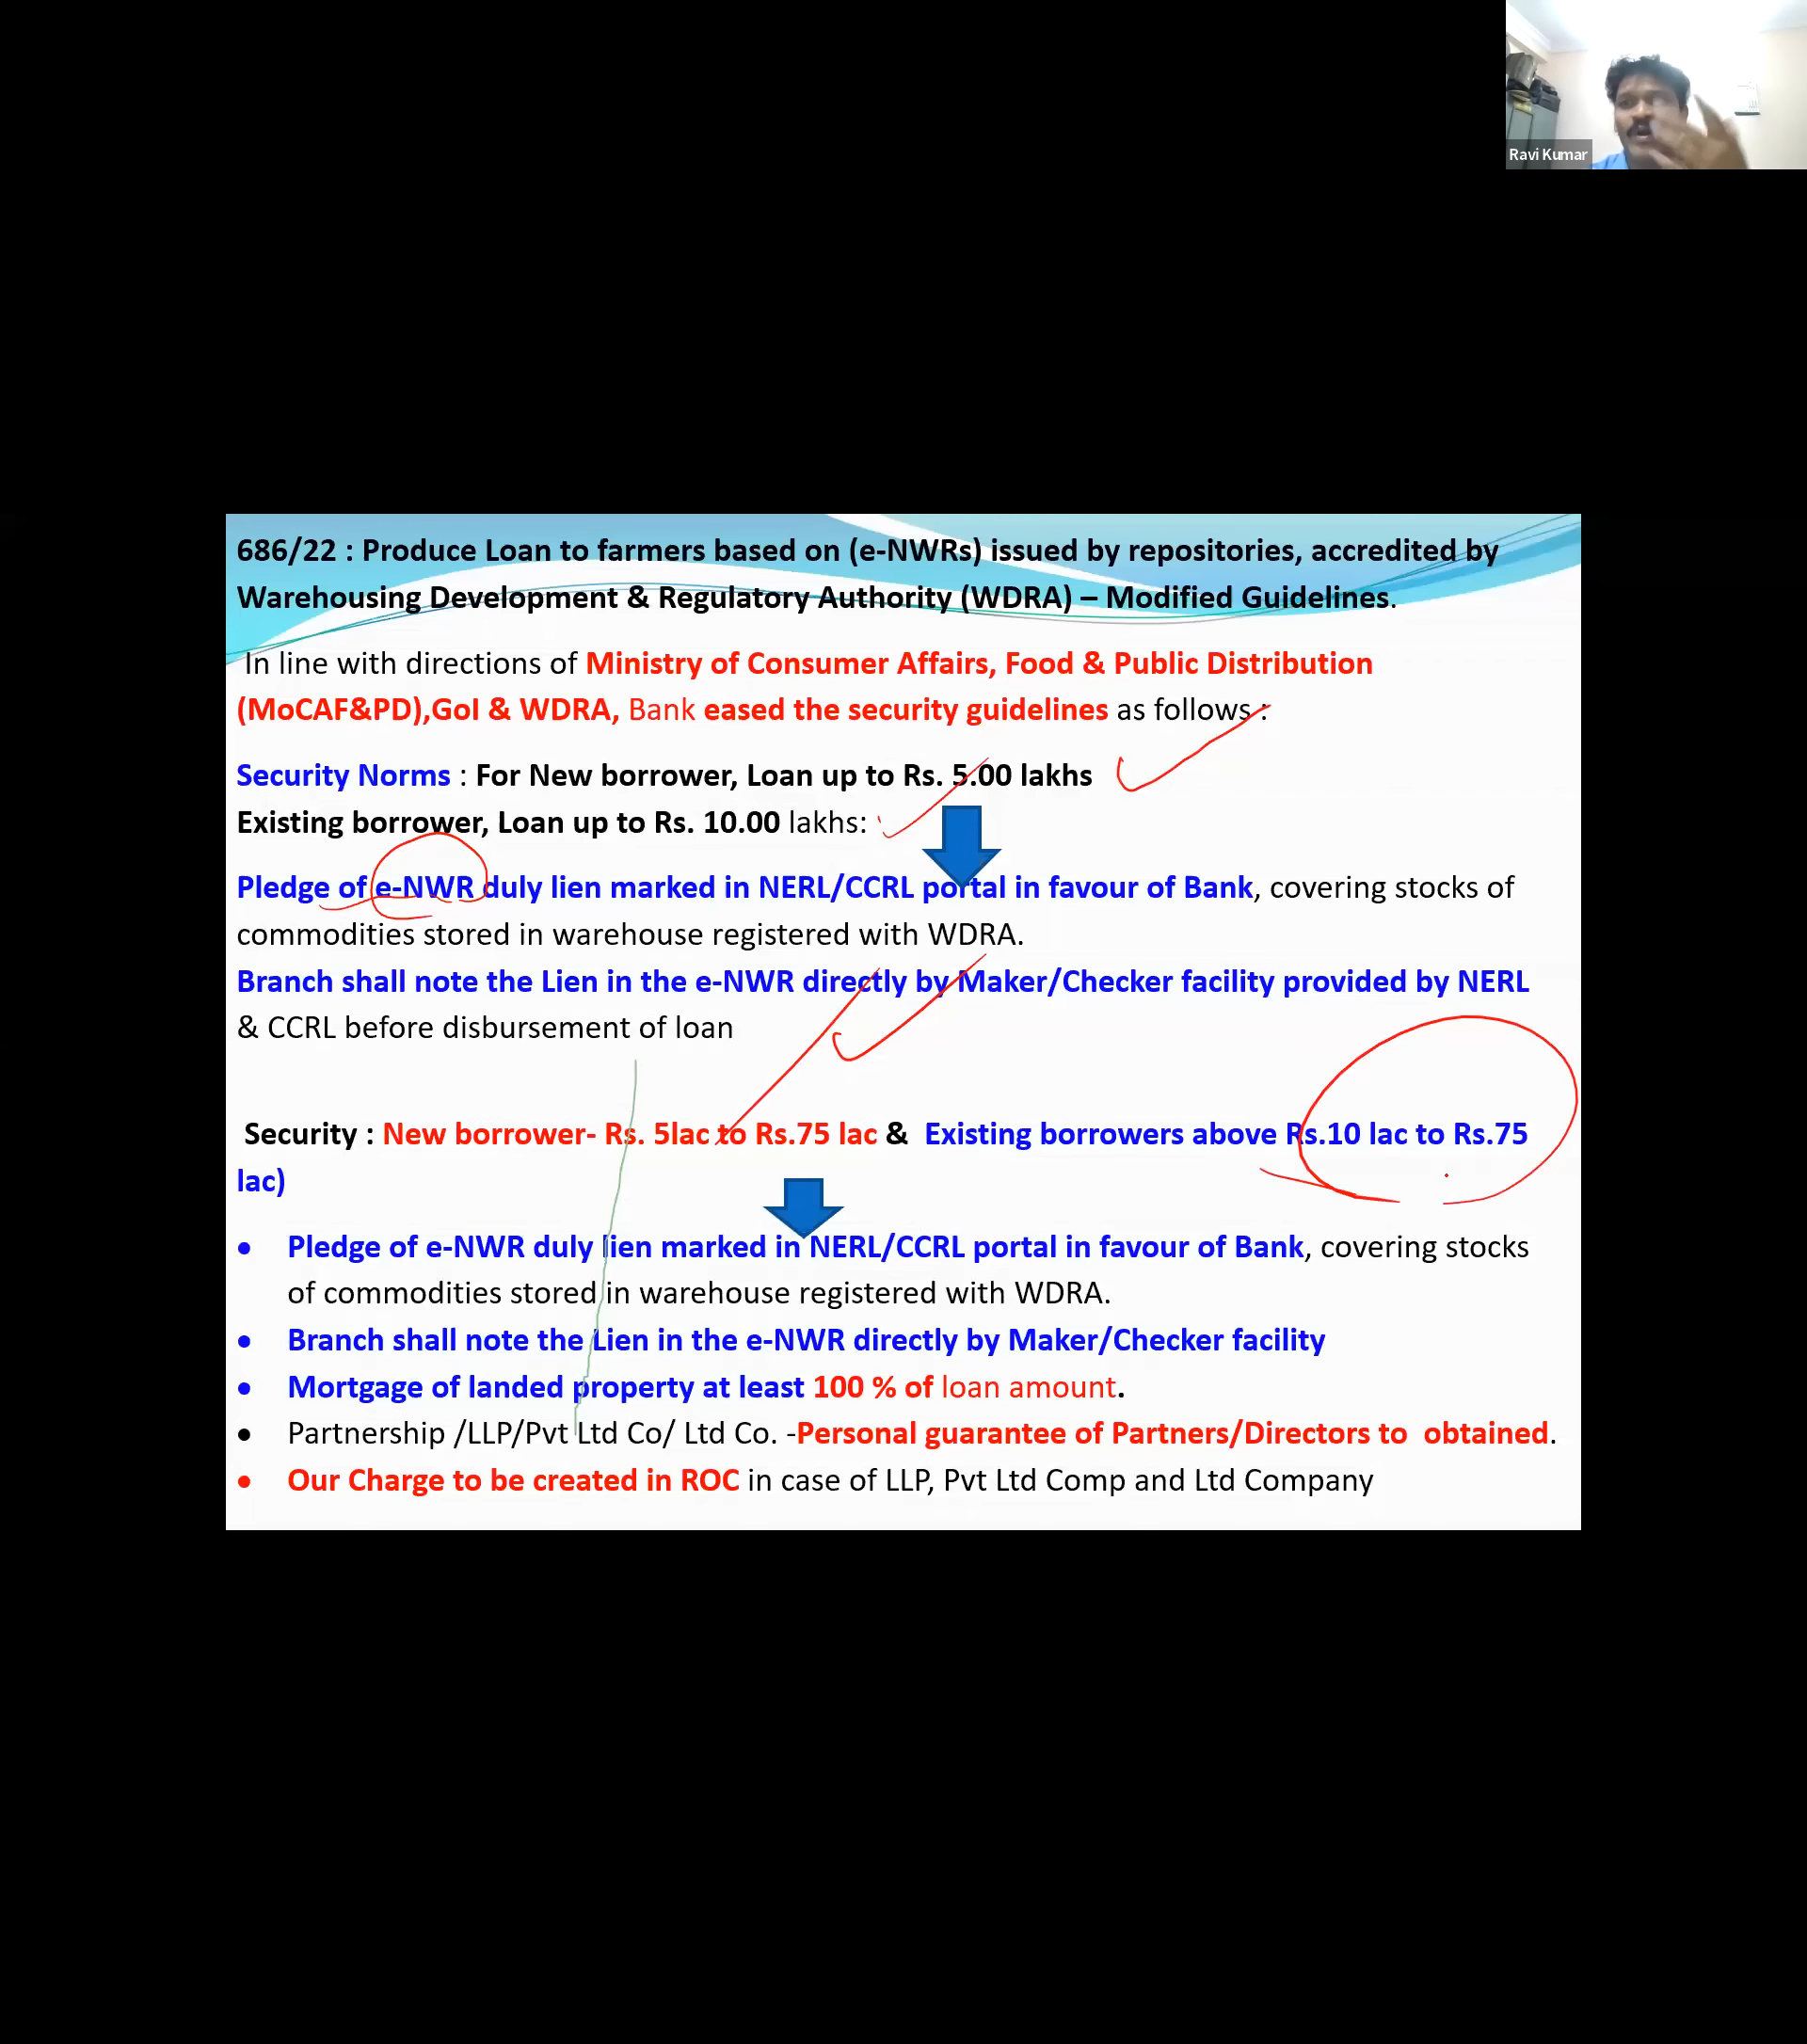 Ravi Kumar
686/22 : Produce Loan to farmers based on (e-NWRs) issued by repositories, accredited by
Warehousing Development & Regulatory Authority (WDRA) – Modified Guidelines.
In line with directions of Ministry of Consumer Affairs, Food & Public Distribution
(MoCAF&PD),GoI & WDRA, Bank eased the security guidelines as follows :
Security Norms : For New borrower, Loan up to Rs. 5.00 lakhs
Existing borrower, Loan up to Rs. 10.00 lakhs:
Pledge of e-NWR duly lien marked in NERL/CCRL portal in favour of Bank, covering stocks of
commodities stored in warehouse registered with WDRA.
Branch shall note the Lien in the e-NWR directly by Maker/Checker facility provided by NERL
& CCRL before disbursement of loan
Security : New borrower- Rs. 5lac to Rs.75 lac & Existing borrowers above Rs.10 lac to Rs.75
lac)
• Pledge of e-NWR duly lien marked in NERL/CCRL portal in favour of Bank, covering stocks
of commodities stored in warehouse registered with WDRA.
• Branch shall note the Lien in the e-NWR directly by Maker/Checker facility
• Mortgage of landed property at least 100 % of loan amount.
• Partnership /LLP/Pvt Ltd Co/ Ltd Co. -Personal guarantee of Partners/Directors to obtained.
• Our Charge to be created in ROC in case of LLP, Pvt Ltd Comp and Ltd Company